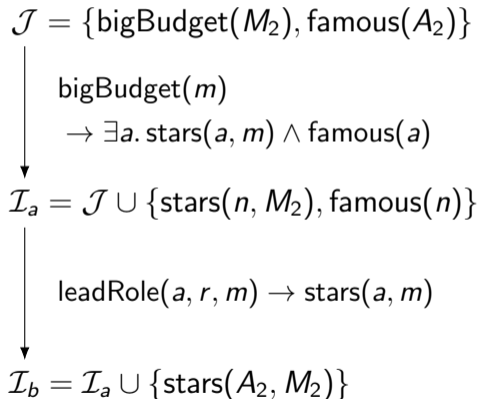 𝒥 = {bigBudget(M₂), famous(A₂)}
bigBudget(m)
→ ∃a. stars(a, m) ∧ famous(a)
ℐₐ = 𝒥 ∪ {stars(n, M₂), famous(n)}
leadRole(a, r, m) → stars(a, m)
ℐ_b = ℐₐ ∪ {stars(A₂, M₂)}